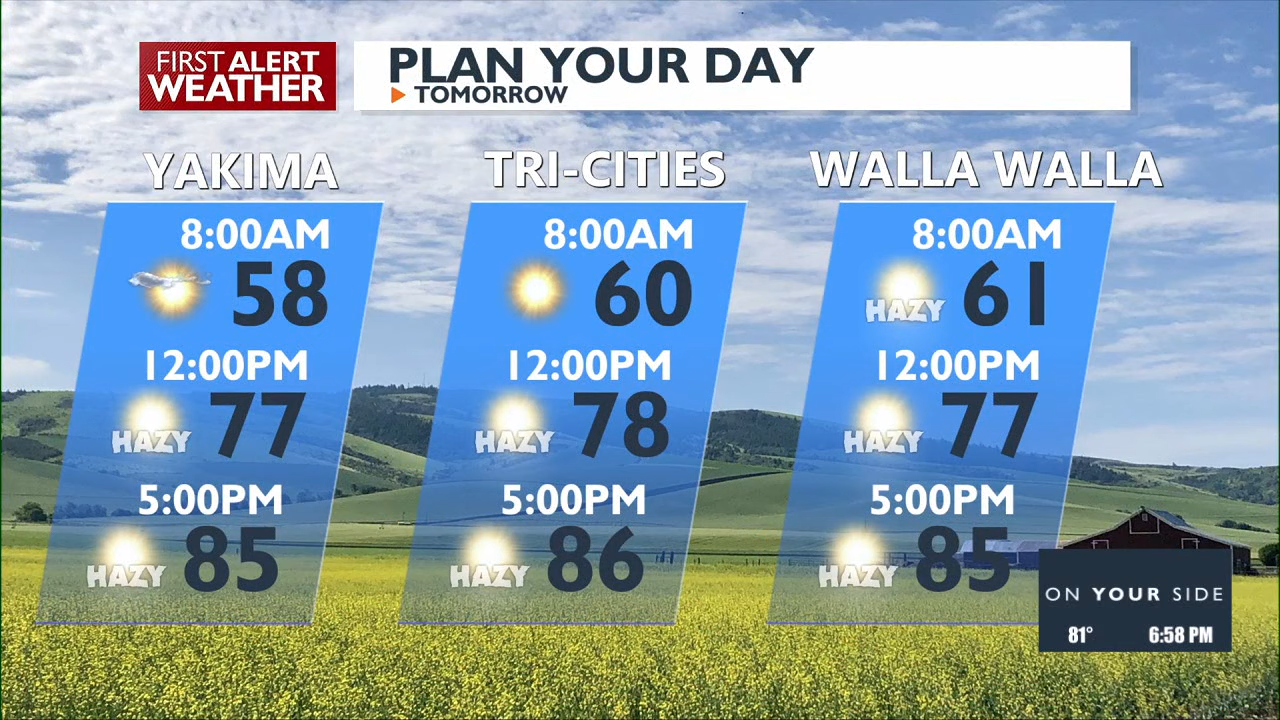 FIRST ALERT
WEATHER
PLAN YOUR DAY
TOMORROW
YAKIMA
8:00AM
58
12:00PM
HAZY 77
5:00PM
HAZY 85
TRI-CITIES
8:00AM
60
12:00PM
HAZY 78
5:00PM
HAZY 86
WALLA WALLA
8:00AM
HAZY 61
12:00PM
HAZY 77
5:00PM
HAZY 85
ON YOUR SIDE
81° 6:58 PM